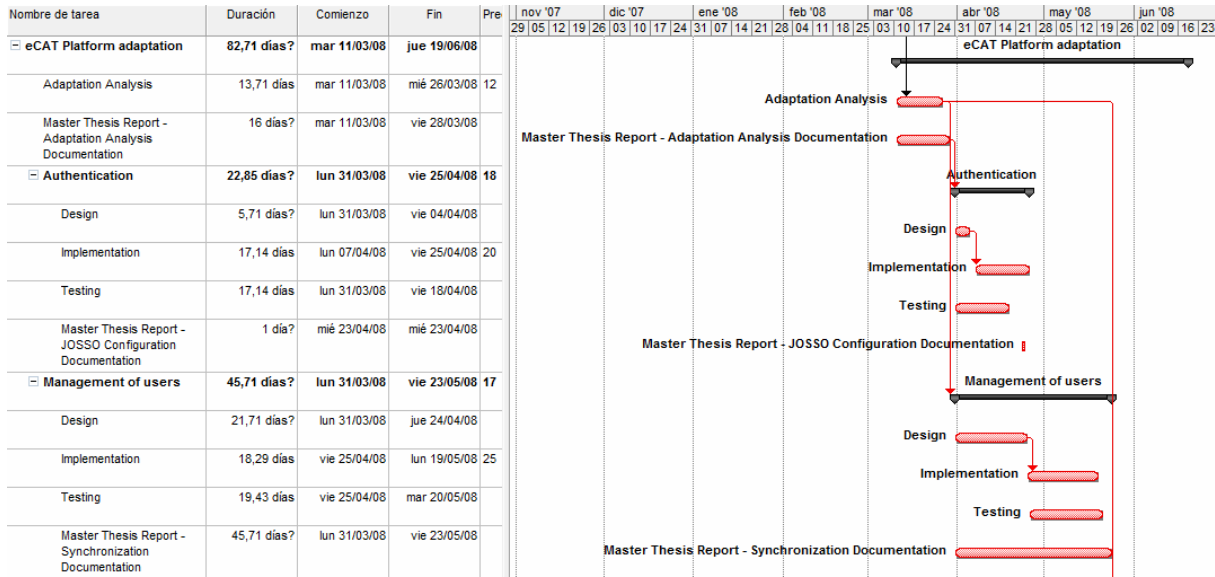 Nombre de tarea Duración Comienzo Fin Pre
nov '07 dic '07 ene '08 feb '08 mar '08 abr '08 may '08 jun '08
29 05 12 19 26 03 10 17 24 31 07 14 21 28 04 11 18 25 03 10 17 24 31 07 14 21 28 05 12 19 26 02 09 16 23
eCAT Platform adaptation 82,71 días? mar 11/03/08 jue 19/06/08
eCAT Platform adaptation
Adaptation Analysis 13,71 días mar 11/03/08 mié 26/03/08 12
Adaptation Analysis
Master Thesis Report -
Adaptation Analysis
Documentation
16 días? mar 11/03/08 vie 28/03/08
Master Thesis Report - Adaptation Analysis Documentation
Authentication 22,85 días? lun 31/03/08 vie 25/04/08 18
Authentication
Design 5,71 días? lun 31/03/08 vie 04/04/08
Design
Implementation 17,14 días lun 07/04/08 vie 25/04/08 20
Implementation
Testing 17,14 días lun 31/03/08 vie 18/04/08
Testing
Master Thesis Report -
JOSSO Configuration
Documentation
1 día? mié 23/04/08 mié 23/04/08
Master Thesis Report - JOSSO Configuration Documentation
Management of users 45,71 días? lun 31/03/08 vie 23/05/08 17
Management of users
Design 21,71 días? lun 31/03/08 jue 24/04/08
Design
Implementation 18,29 días vie 25/04/08 lun 19/05/08 25
Implementation
Testing 19,43 días vie 25/04/08 mar 20/05/08
Testing
Master Thesis Report -
Synchronization
Documentation
45,71 días? lun 31/03/08 vie 23/05/08
Master Thesis Report - Synchronization Documentation